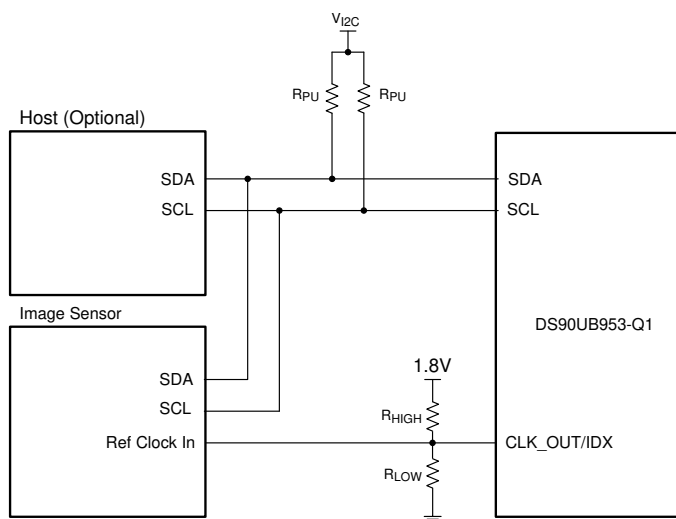 VI2C
RPU
RPU
Host (Optional)
SDA
SCL
SDA
SCL
Image Sensor
DS90UB953-Q1
1.8V
SDA
SCL
RHIGH
Ref Clock In
CLK_OUT/IDX
RLOW